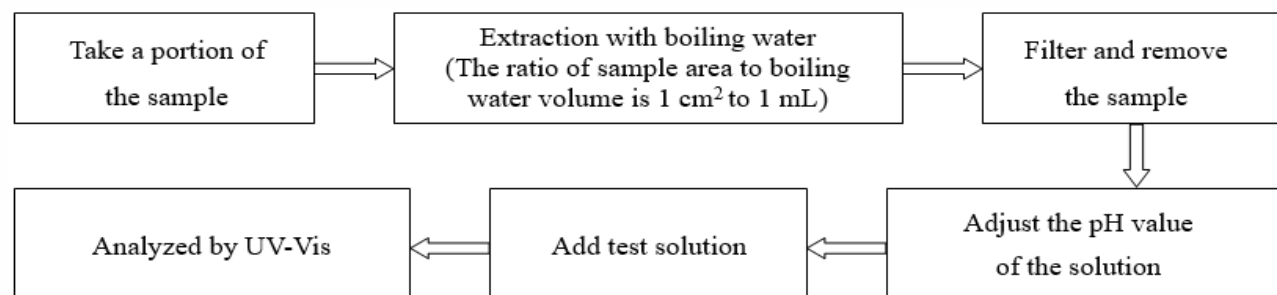 Take a portion of
the sample
Extraction with boiling water
(The ratio of sample area to boiling
water volume is 1 cm² to 1 mL)
Filter and remove
the sample
Adjust the pH value
of the solution
Add test solution
Analyzed by UV-Vis